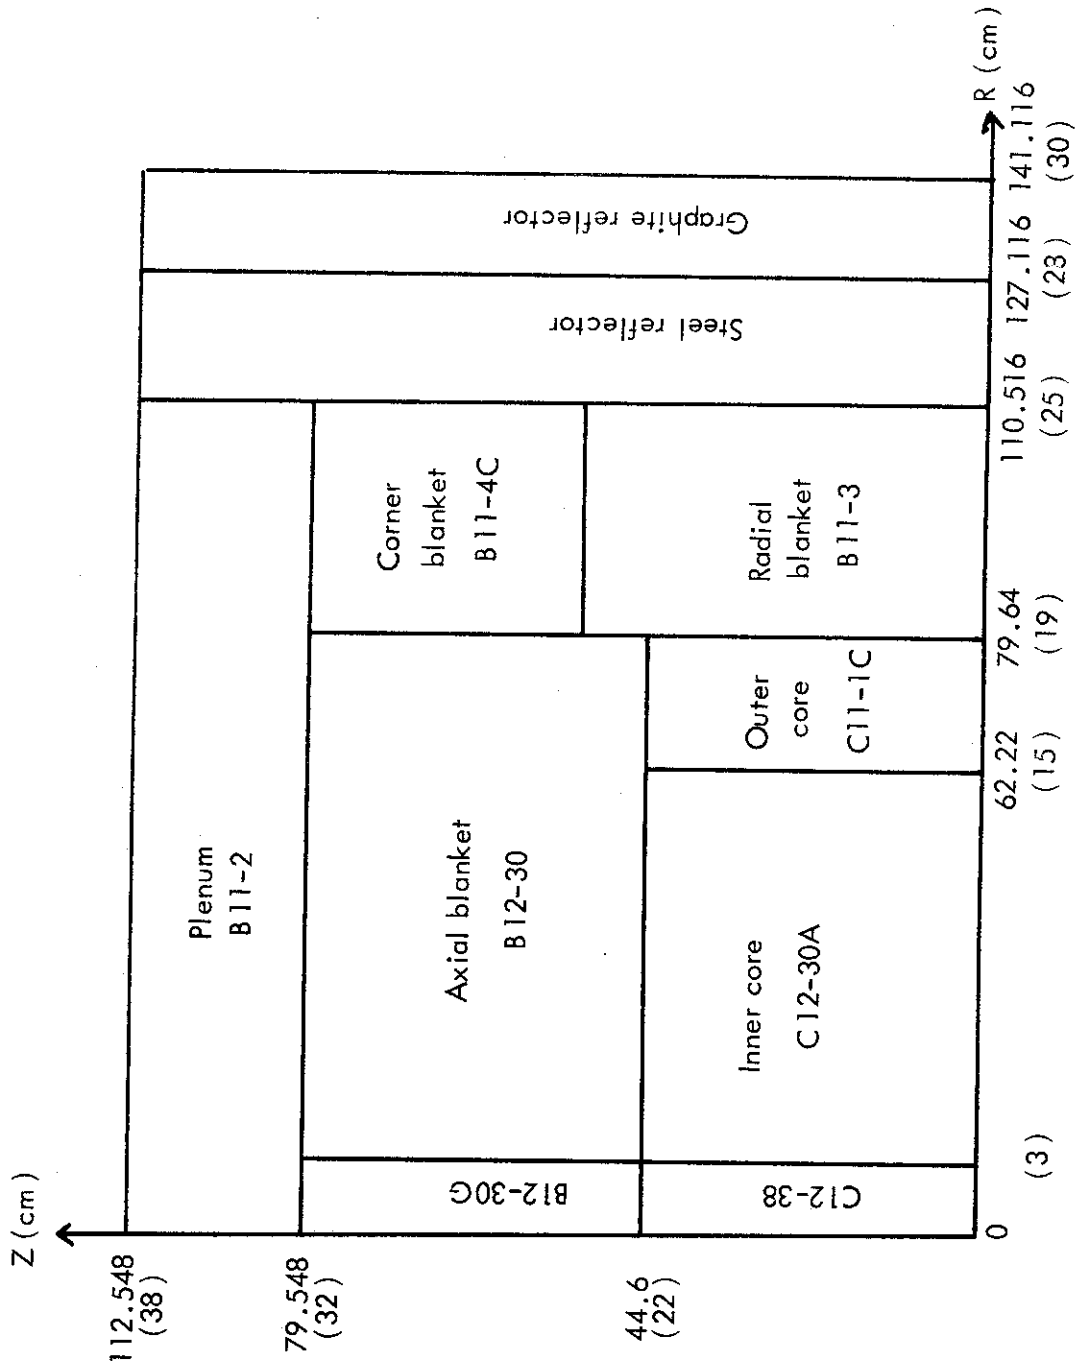 Z (cm)
112.548
(38)
79.548
(32)
44.6
(22)
Plenum
B11-2
Axial blanket
B12-30
B12-30G
Corner
blanket
B11-4C
Inner core
C12-30A
C12-38
Outer
core
C11-1C
Radial
blanket
B11-3
Steel reflector
Graphite reflector
0
62.22
79.64
110.516
127.116
141.116
R (cm)
(3)
(15)
(19)
(25)
(23)
(30)